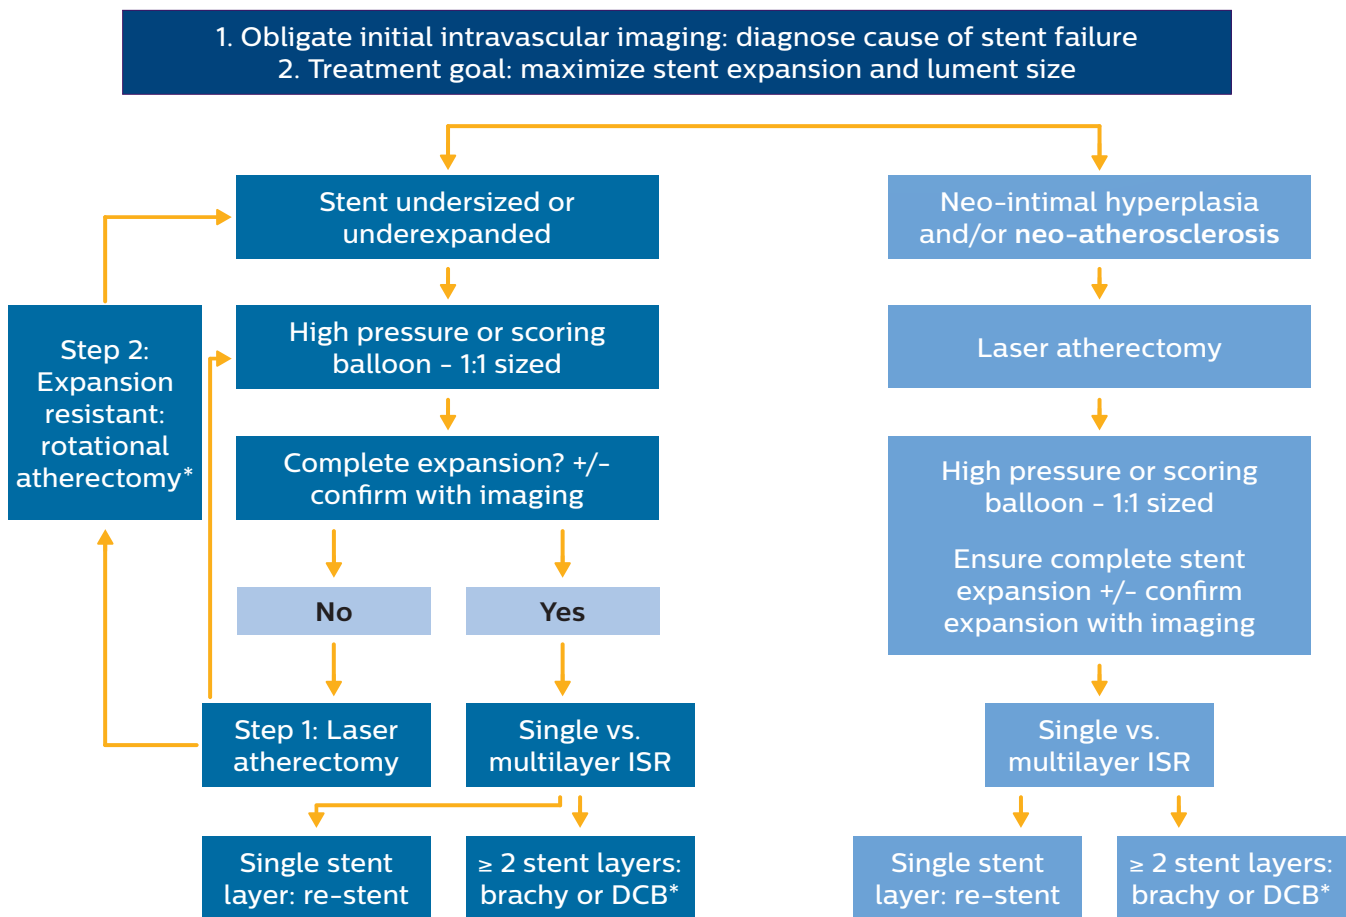 1. Obligate initial intravascular imaging: diagnose cause of stent failure
2. Treatment goal: maximize stent expansion and lument size
Stent undersized or
underexpanded
High pressure or scoring
balloon - 1:1 sized
Complete expansion? +/-
confirm with imaging
No
Yes
Step 1: Laser
atherectomy
Step 2:
Expansion
resistant:
rotational
atherectomy*
Single vs.
multilayer ISR
Single stent
layer: re-stent
≥ 2 stent layers:
brachy or DCB*
Neo-intimal hyperplasia
and/or neo-atherosclerosis
Laser atherectomy
High pressure or scoring
balloon - 1:1 sized
Ensure complete stent
expansion +/- confirm
expansion with imaging
Single vs.
multilayer ISR
Single stent
layer: re-stent
≥ 2 stent layers:
brachy or DCB*